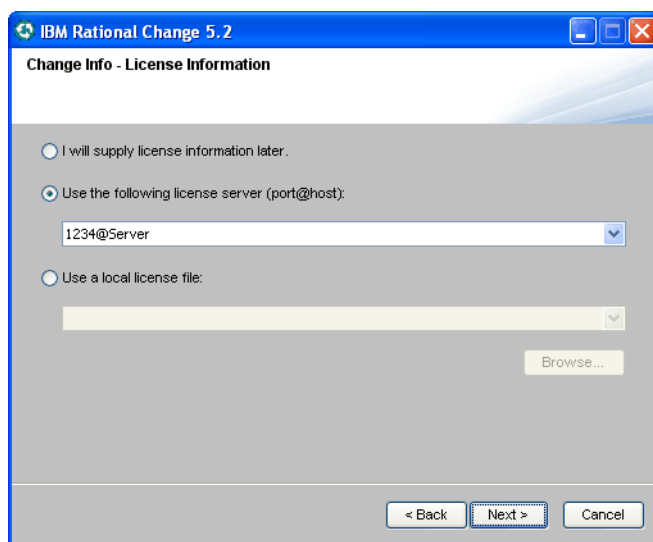 IBM Rational Change 5.2
Change Info - License Information
I will supply license information later.
Use the following license server (port@host):
1234@Server
Use a local license file:
Browse...
< Back Next > Cancel